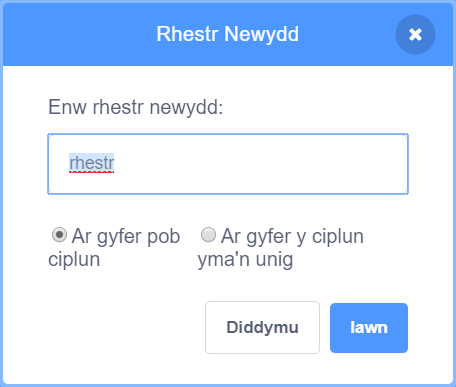 Rhestr Newydd
Enw rhestr newydd:
rhestr
Ar gyfer pob ciplun
Ar gyfer y ciplun yma'n unig
Diddymu
Iawn